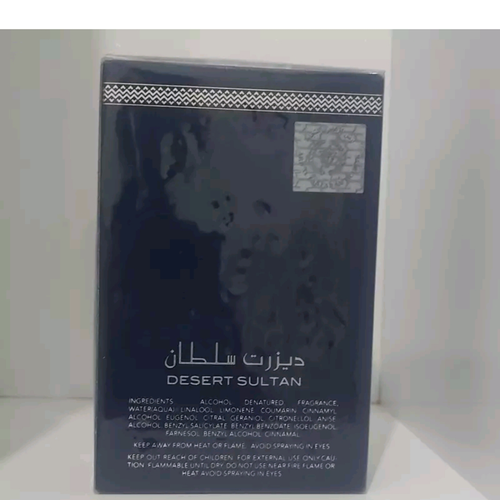 ديزرت سلطان
DESERT SULTAN
INGREDIENTS: ALCOHOL DENATURED, FRAGRANCE,
WATER(AQUA), LINALOOL, LIMONENE, COUMARIN, CINNAMYL
ALCOHOL, EUGENOL, CITRAL, GERANIOL, CITRONELLOL, ANISE
ALCOHOL, BENZYL SALICYLATE, BENZYL BENZOATE, ISOEUGENOL,
FARNESOL, BENZYL ALCOHOL, CINNAMAL.
KEEP AWAY FROM HEAT OR FLAME. AVOID SPRAYING IN EYES
KEEP OUT REACH OF CHILDREN. FOR EXTERNAL USE ONLY.CAU-
TION: FLAMMABLE UNTIL DRY. DO NOT USE NEAR FIRE, FLAME OR
HEAT. AVOID SPRAYING IN EYES.